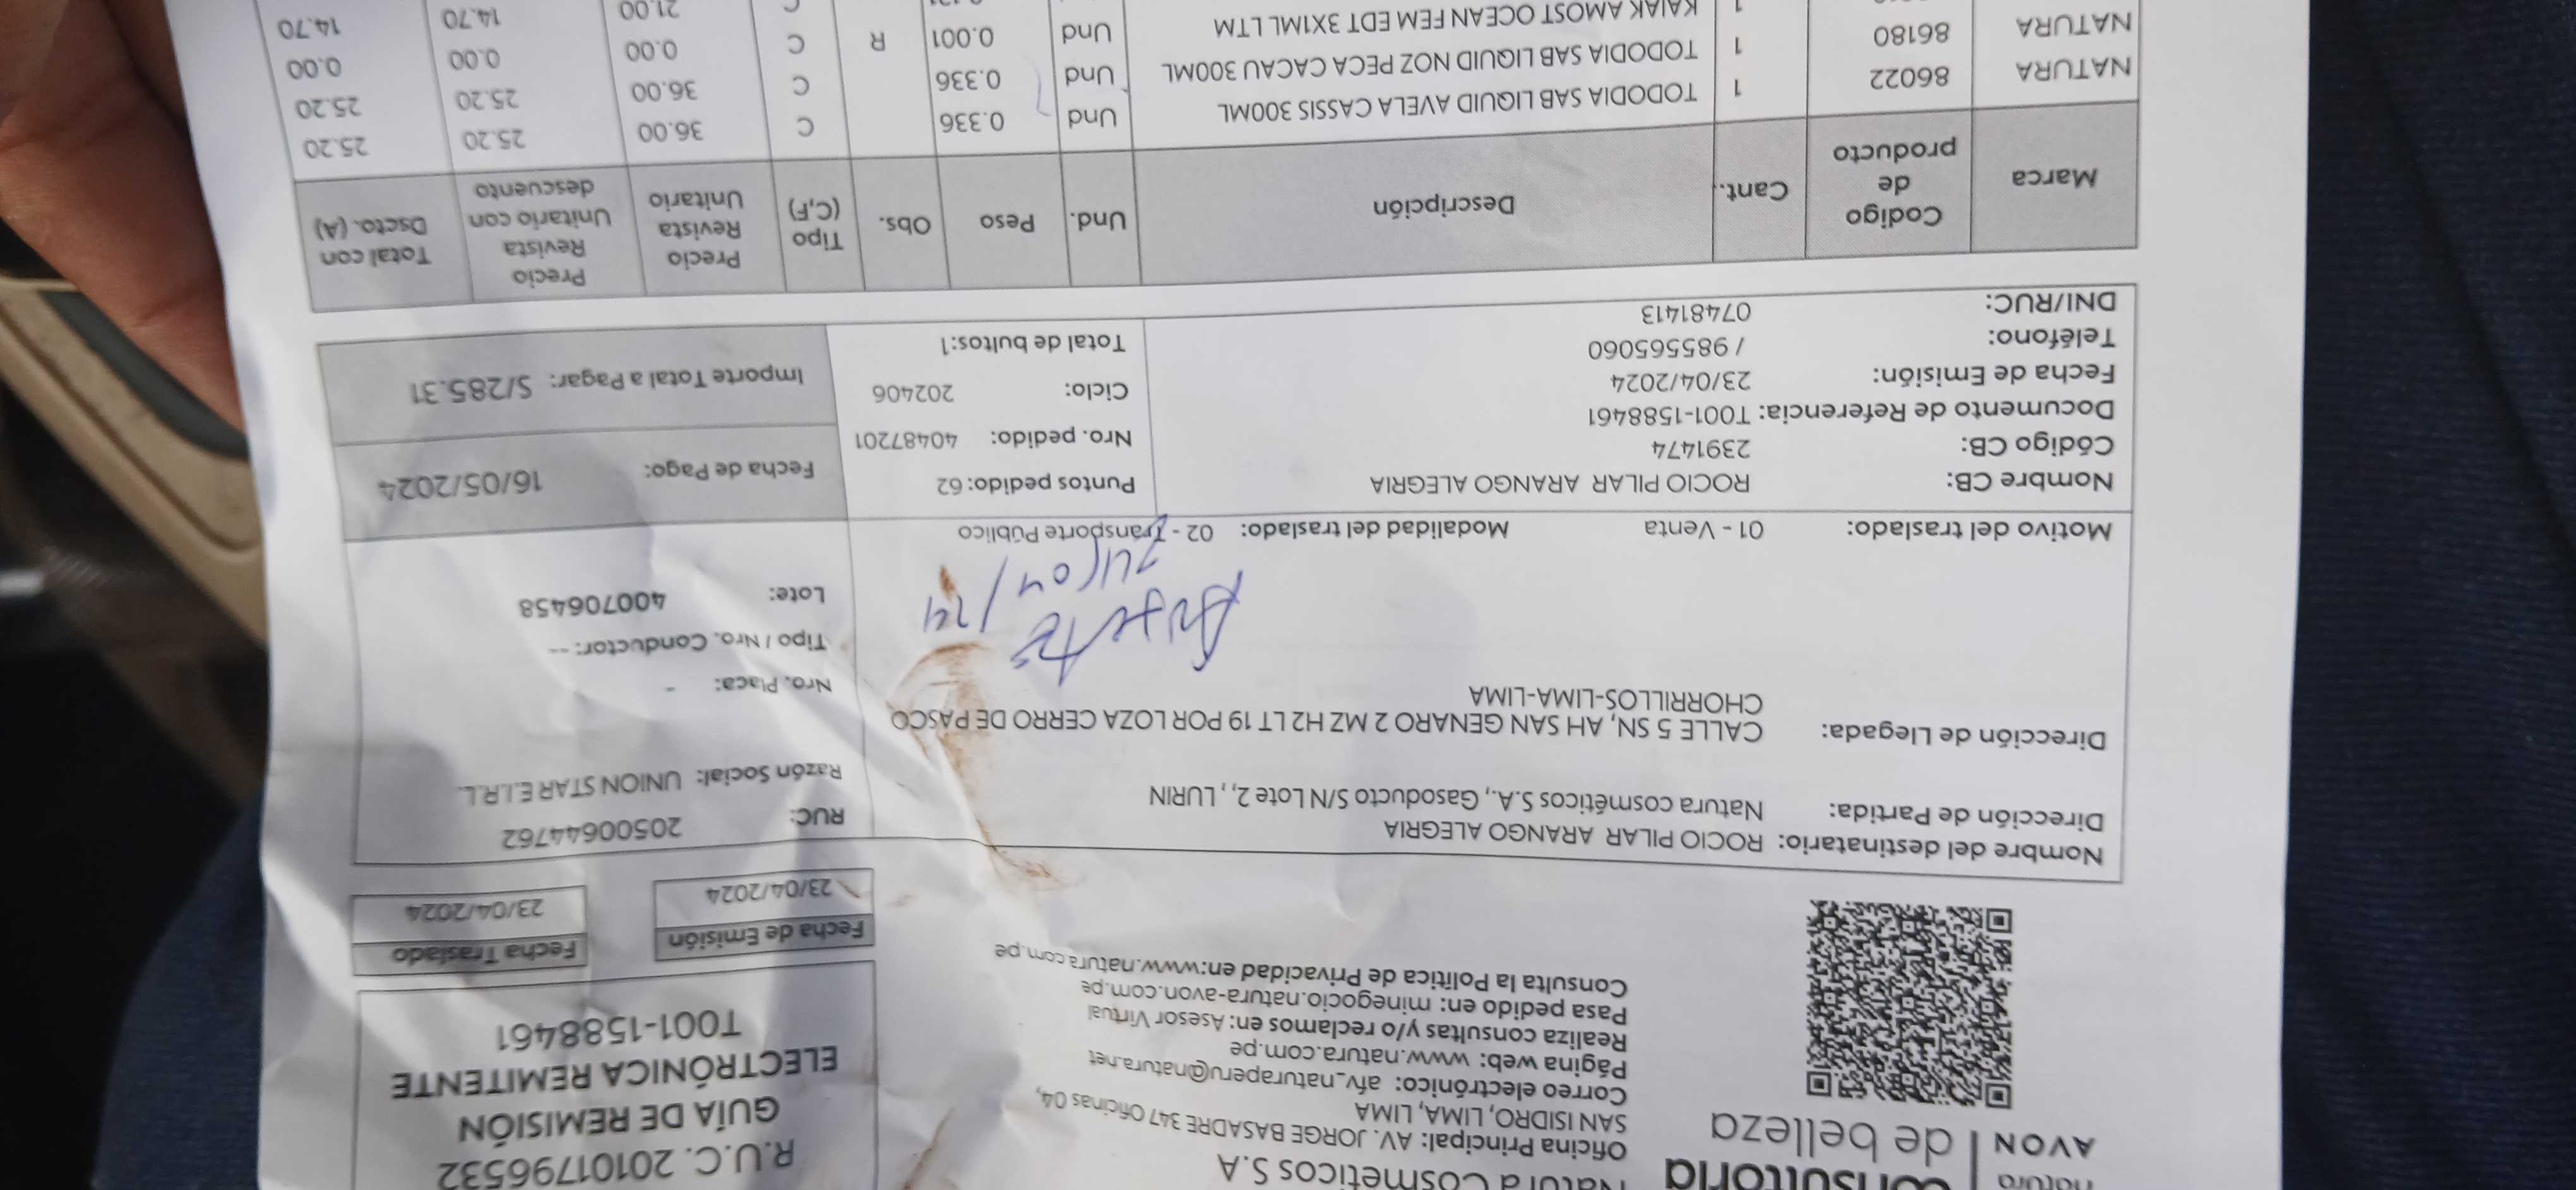 natura
AVON
consultoría
de belleza
Natura Cosméticos S.A
Oficina Principal: AV. JORGE BASADRE 347 Oficinas 04,
SAN ISIDRO, LIMA, LIMA
Correo electrónico: afv_naturaperu@natura.net
Página web: www.natura.com.pe
Realiza consultas y/o reclamos en: Asesor Virtual
Pasa pedido en: minegocio.natura-avon.com.pe
Consulta la Política de Privacidad en:www.natura.com.pe
R.U.C. 20101796532
GUÍA DE REMISIÓN
ELECTRÓNICA REMITENTE
T001-1588461
Fecha de Emisión
23/04/2024
Fecha Traslado
23/04/2024
Nombre del destinatario: ROCIO PILAR ARANGO ALEGRIA
Dirección de Partida: Natura cosméticos S.A., Gasoducto S/N Lote 2, , LURIN
Dirección de Llegada: CALLE 5 SN, AH SAN GENARO 2 MZ H2 LT 19 POR LOZA CERRO DE PASCO
CHORRILLOS-LIMA-LIMA
RUC: 20500644762
Razón Social: UNION STAR E.I.R.L.
Nro. Placa: -
Tipo / Nro. Conductor: --
Lote: 400706458
24/04/24
Motivo del traslado: 01 - Venta Modalidad del traslado: 02 - Transporte Público
Nombre CB: ROCIO PILAR ARANGO ALEGRIA
Código CB: 2391474
Documento de Referencia: T001-1588461
Fecha de Emisión: 23/04/2024
Teléfono: / 985565060
DNI/RUC: 07481413
Puntos pedido: 62
Nro. pedido: 40487201
Ciclo: 202406
Total de bultos:1
Fecha de Pago: 16/05/2024
Importe Total a Pagar: S/285.31
Marca Codigo de producto Cant. Descripción Und. Peso Obs. Tipo (C,F) Precio Revista Unitario Precio Revista Unitario con descuento Total con Dscto. (A)
NATURA 86022 1 TODODIA SAB LIQUID AVELA CASSIS 300ML Und 0.336 C 36.00 25.20 25.20
NATURA 86180 1 TODODIA SAB LIQUID NOZ PECA CACAU 300ML Und 0.336 C 36.00 25.20 25.20
1 KAIAK AMOST OCEAN FEM EDT 3X1ML LTM Und 0.001 R C 0.00 0.00 0.00
C 21.00 14.70 14.70